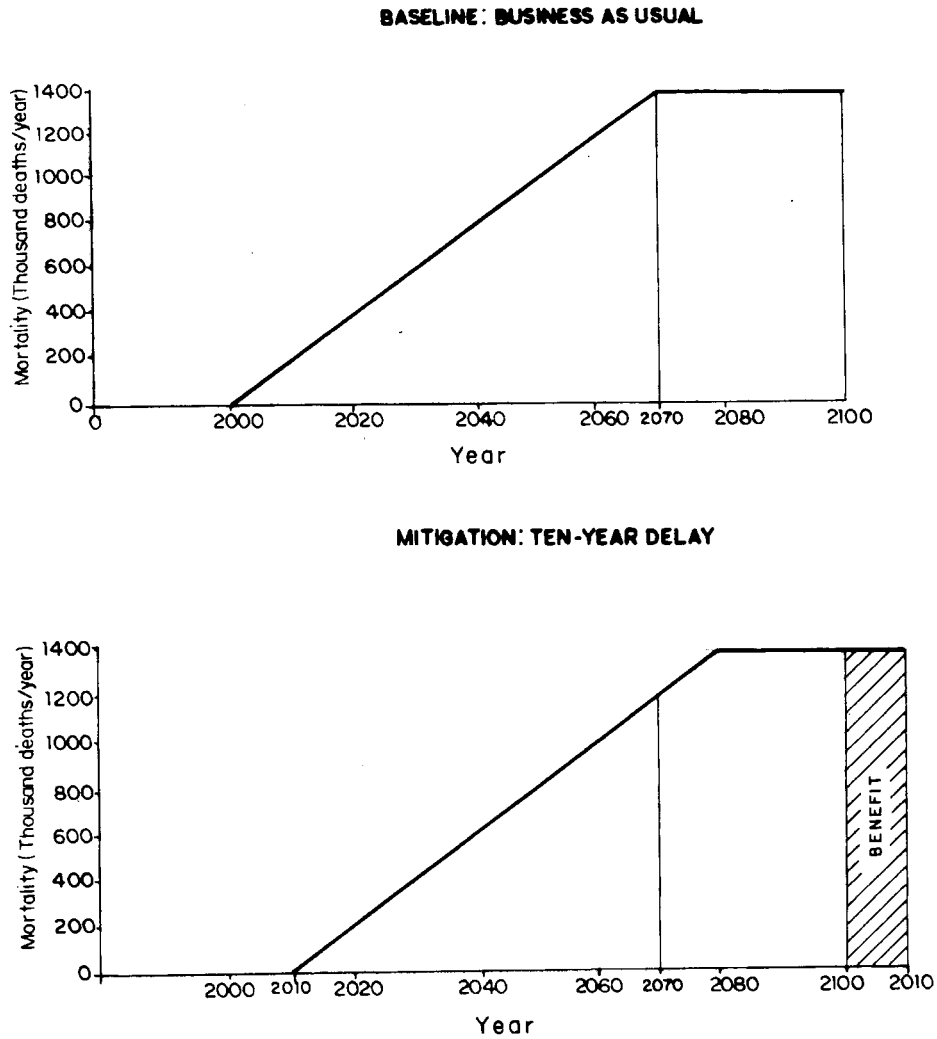 BASELINE: BUSINESS AS USUAL
Mortality (Thousand deaths/year)
1400
1200
1000
800
600
400
200
0
0 2000 2020 2040 2060 2070 2080 2100
Year
MITIGATION: TEN-YEAR DELAY
Mortality (Thousand deaths/year)
1400
1200
1000
800
600
400
200
0
BENEFIT
2000 2010 2020 2040 2060 2070 2080 2100 2010
Year